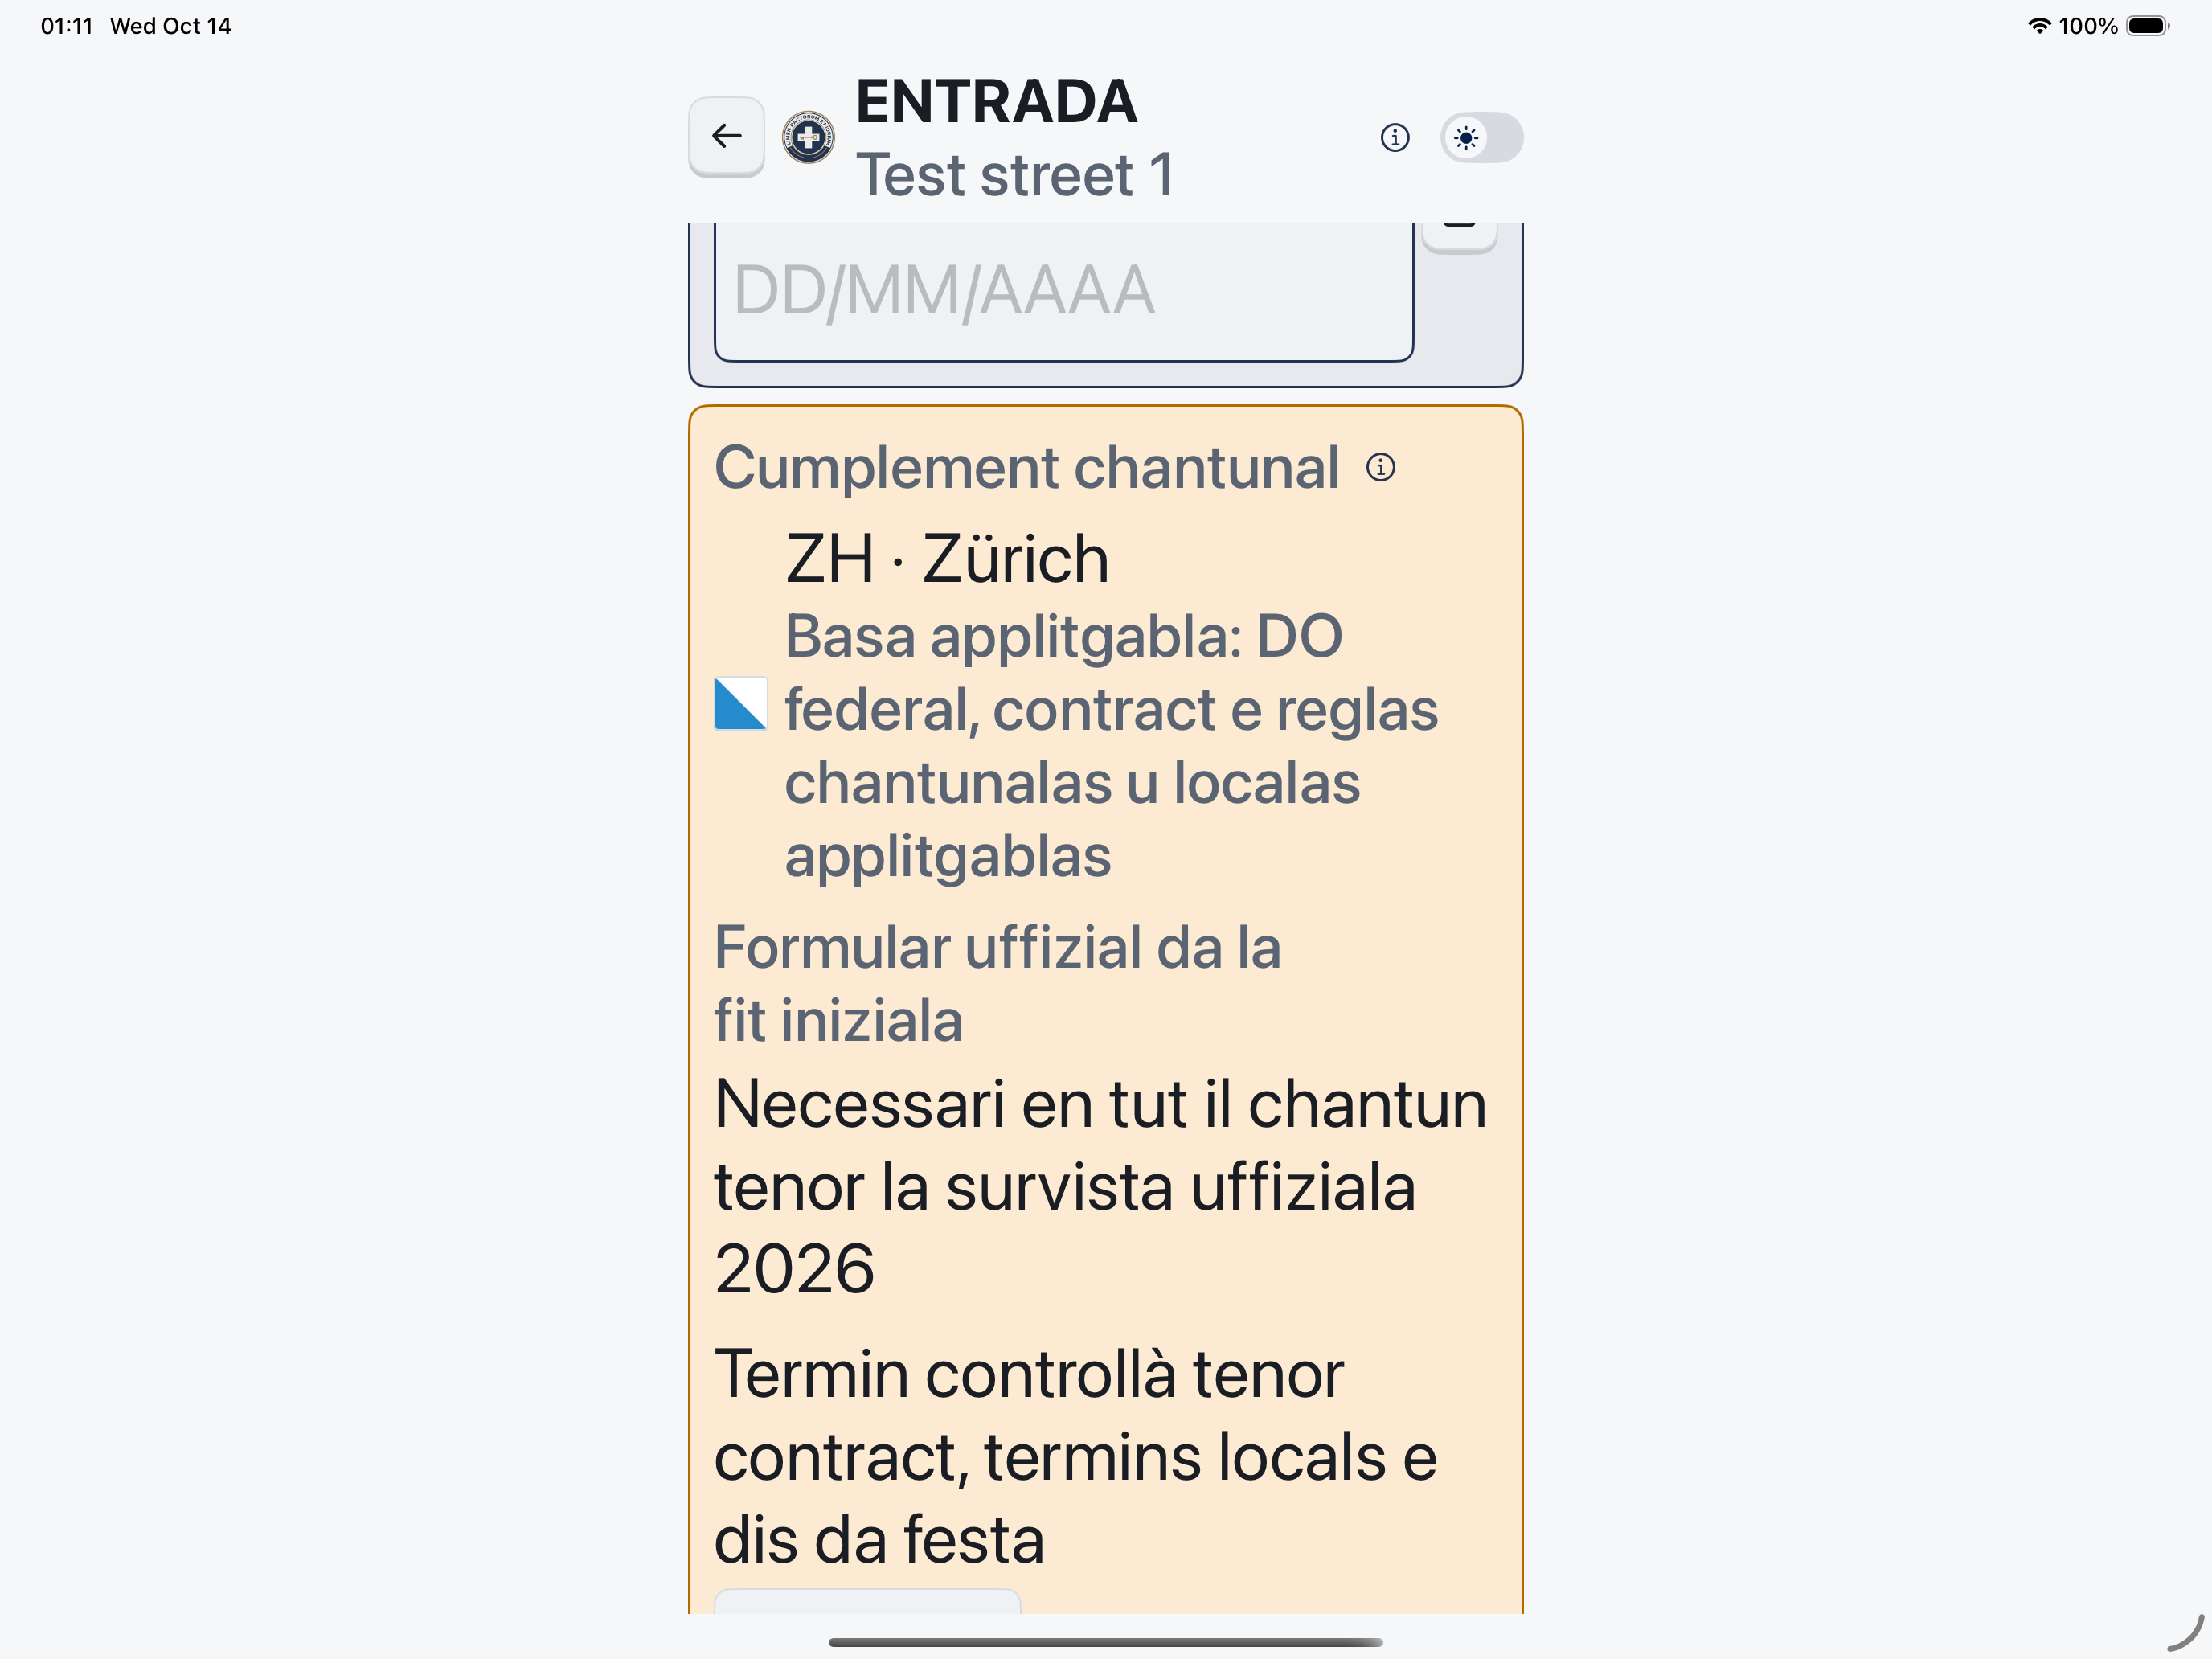 01:11 Wed Oct 14
100%
ENTRADA
Test street 1
DD/MM/AAAA
Cumplement chantunal
ZH · Zürich
Basa applitgabla: DO
federal, contract e reglas
chantunalas u localas
applitgablas
Formular uffizial da la
fit iniziala
Necessari en tut il chantun
tenor la survista uffiziala
2026
Termin controllà tenor
contract, termins locals e
dis da festa